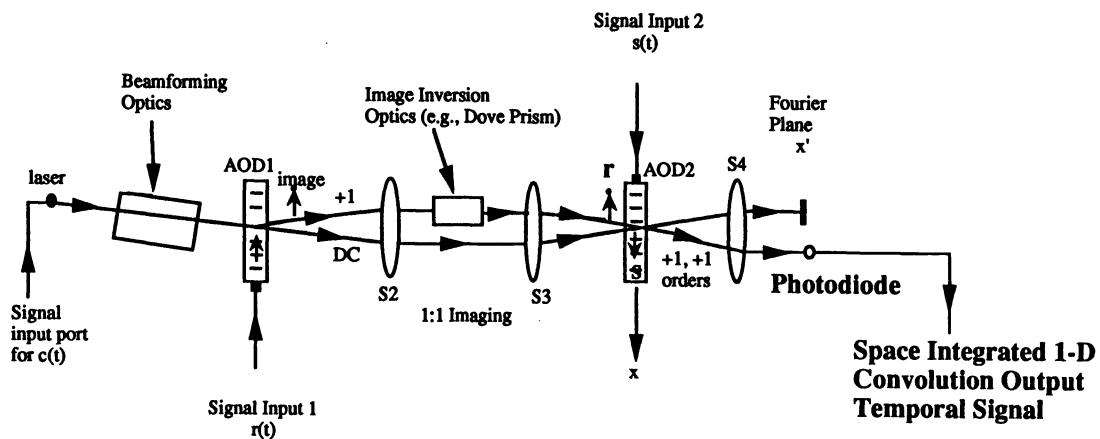 Signal Input 2
s(t)
Beamforming
Optics
Image Inversion
Optics (e.g., Dove Prism)
Fourier
Plane
x'
laser
AOD1
image
+1
r
AOD2
S4
DC
S2
S3
s
+1, +1
orders
1:1 Imaging
Photodiode
Signal
input port
for c(t)
x
Space Integrated 1-D
Convolution Output
Temporal Signal
Signal Input 1
r(t)